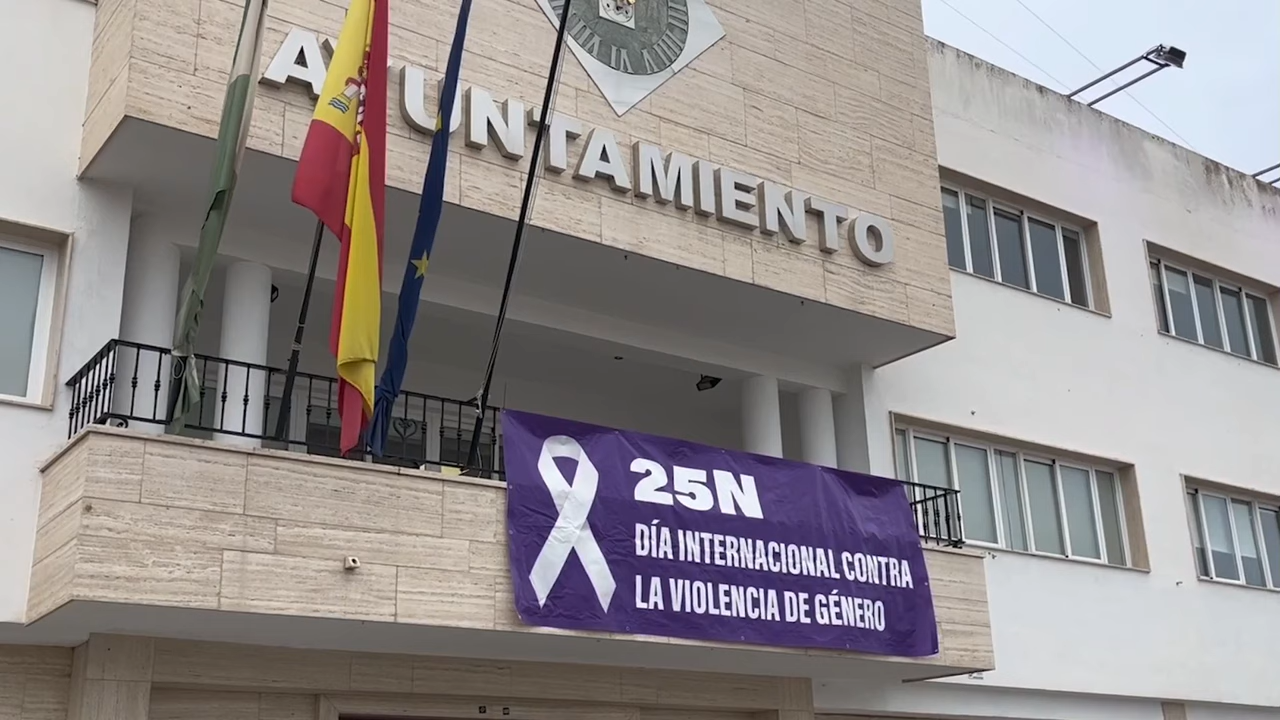 AYUNTAMIENTO
25N
DÍA INTERNACIONAL CONTRA
LA VIOLENCIA DE GÉNERO